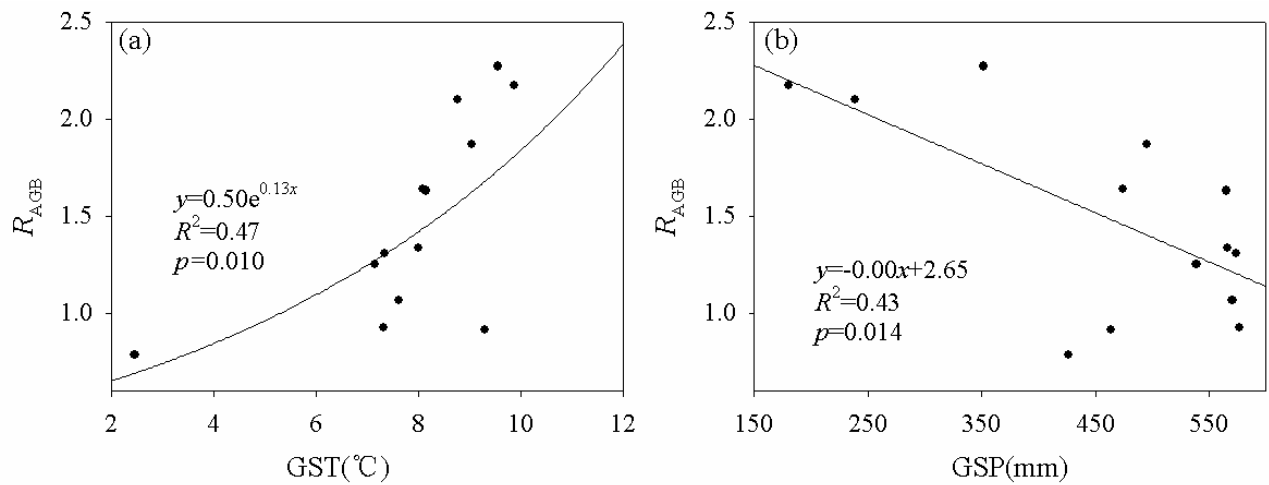 (a)
2.5
2.0
1.5
1.0
R_AGB
y=0.50e^0.13x
R^2=0.47
p=0.010
2 4 6 8 10 12
GST(℃)
(b)
2.5
2.0
1.5
1.0
R_AGB
y=-0.00x+2.65
R^2=0.43
p=0.014
150 250 350 450 550
GSP(mm)